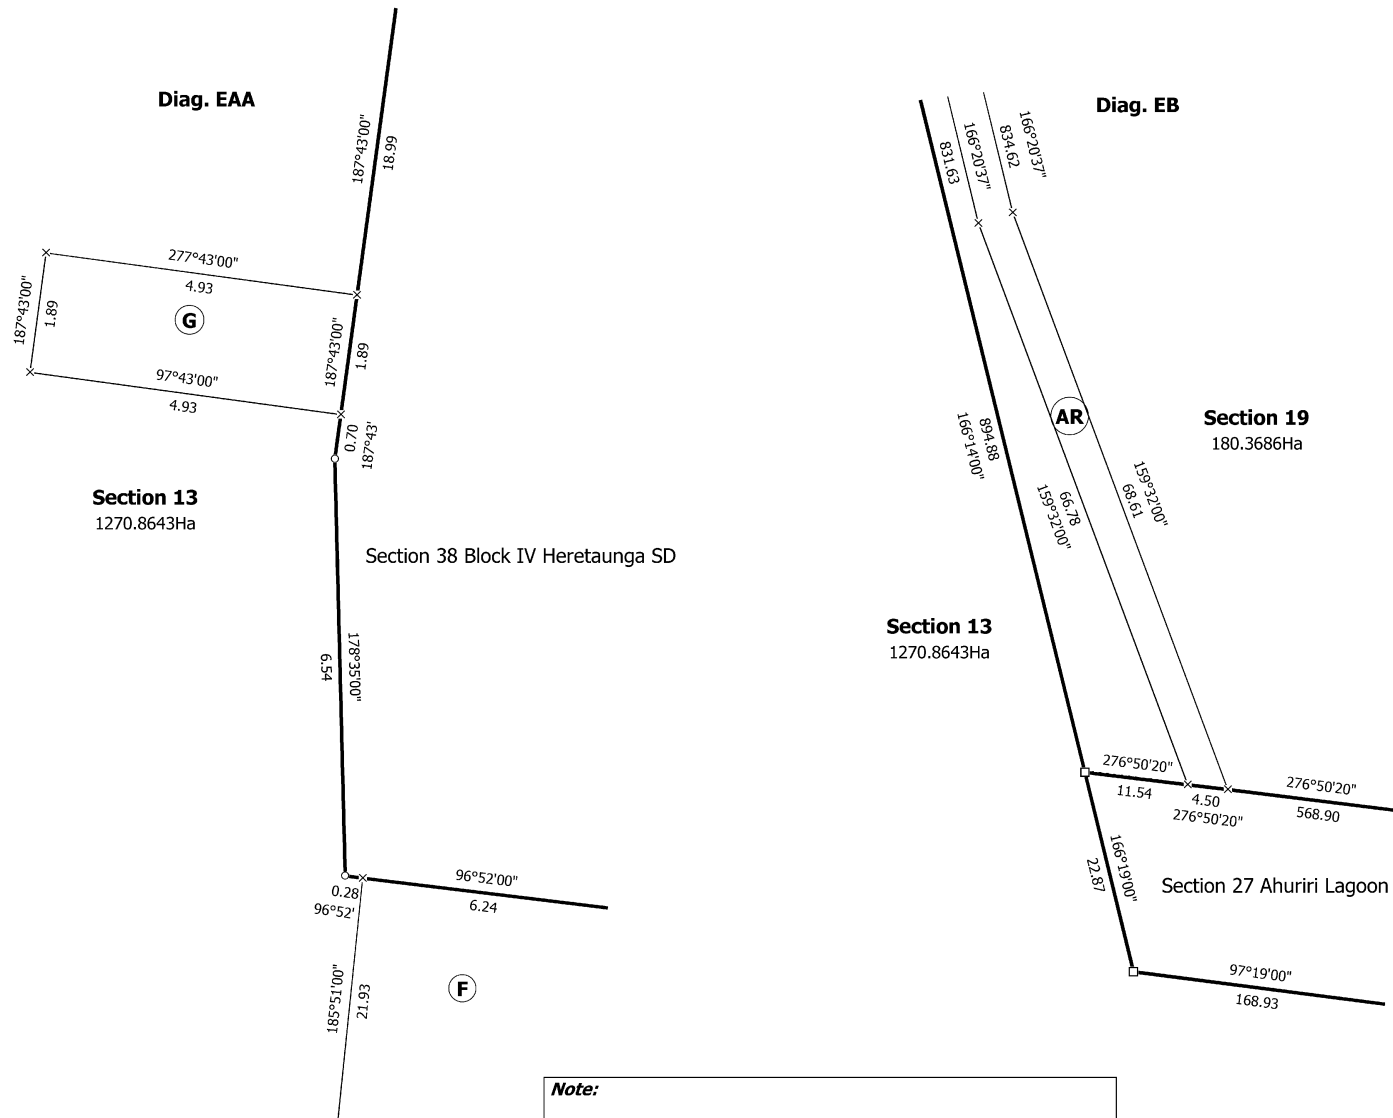 Diag. EAA
187°43'00"
18.99
277°43'00"
4.93
187°43'00"
1.89
G
187°43'00"
1.89
97°43'00"
4.93
0.70
187°43'
Section 13
1270.8643Ha
Section 38 Block IV Heretaunga SD
178°35'00"
6.54
0.28
96°52'
96°52'00"
6.24
185°51'00"
21.93
F
Diag. EB
831.63
166°20'37"
834.62
166°20'37"
AR
Section 19
180.3686Ha
894.88
166°14'00"
66.78
159°32'00"
159°32'00"
68.61
Section 13
1270.8643Ha
276°50'20"
11.54
4.50
276°50'20"
276°50'20"
568.90
166°19'00"
22.87
Section 27 Ahuriri Lagoon
97°19'00"
168.93
Note: